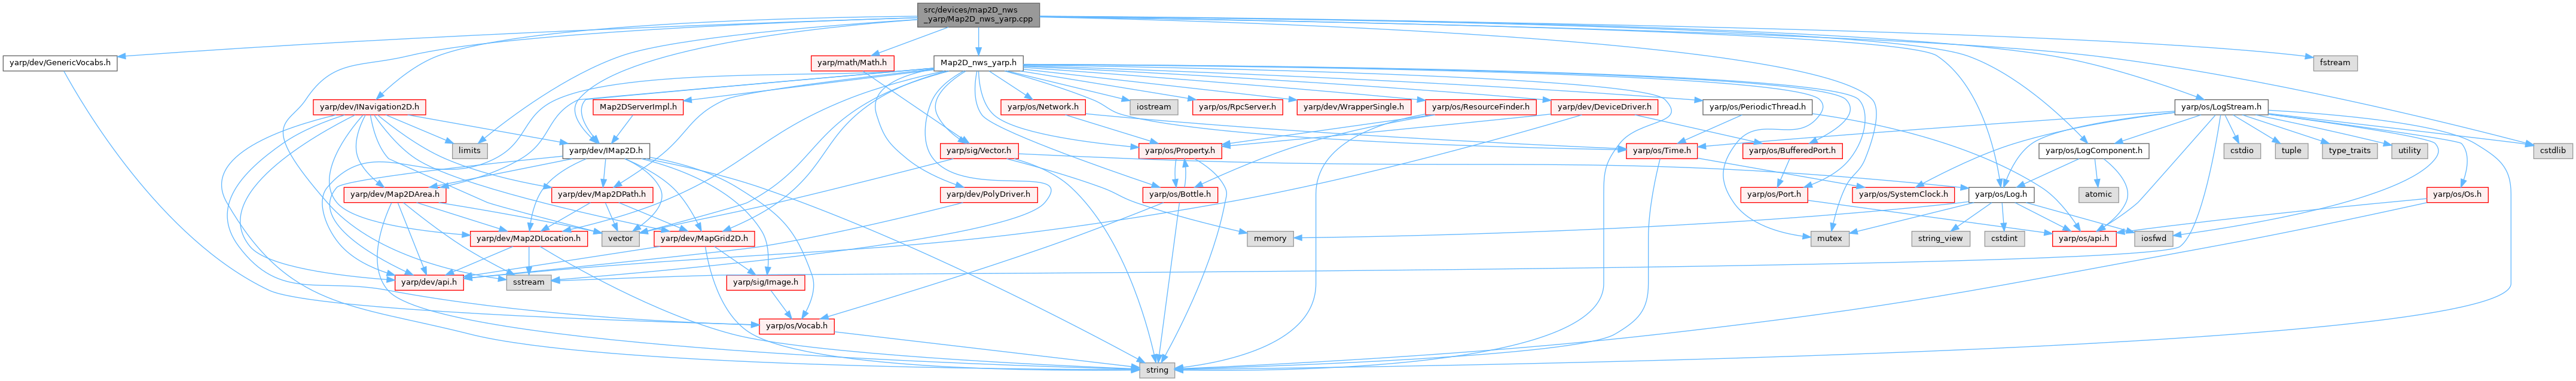 src/devices/map2D_nws
_yarp/Map2D_nws_yarp.cpp
yarp/dev/GenericVocabs.h
yarp/math/Math.h
Map2D_nws_yarp.h
fstream
yarp/dev/INavigation2D.h
Map2DServerImpl.h
yarp/os/Network.h
iostream
yarp/os/RpcServer.h
yarp/dev/WrapperSingle.h
yarp/os/ResourceFinder.h
yarp/dev/DeviceDriver.h
yarp/os/PeriodicThread.h
yarp/os/LogStream.h
limits
yarp/dev/IMap2D.h
yarp/sig/Vector.h
yarp/os/Property.h
yarp/os/Time.h
yarp/os/BufferedPort.h
yarp/os/LogComponent.h
cstdio
tuple
type_traits
utility
cstdlib
yarp/dev/Map2DArea.h
yarp/dev/Map2DPath.h
yarp/dev/PolyDriver.h
yarp/os/Bottle.h
yarp/os/Port.h
yarp/os/SystemClock.h
yarp/os/Log.h
atomic
yarp/os/Os.h
yarp/dev/Map2DLocation.h
vector
yarp/dev/MapGrid2D.h
memory
mutex
string_view
cstdint
yarp/os/api.h
iosfwd
yarp/dev/api.h
sstream
yarp/sig/Image.h
yarp/os/Vocab.h
string